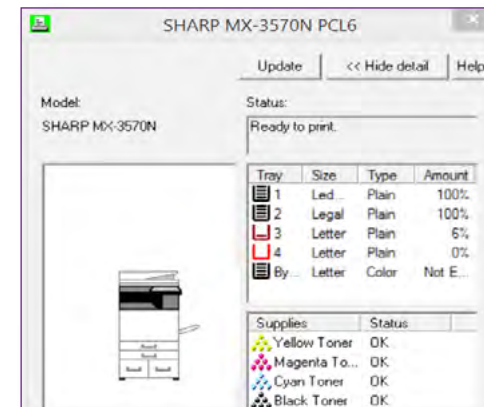 SHARP MX-3570N PCL6
Update << Hide detail Help
Model: Status:
SHARP MX-3570N Ready to print.
Tray Size Type Amount
1 Led... Plain 100%
2 Legal Plain 100%
3 Letter Plain 6%
4 Letter Plain 0%
By... Letter Color Not E...
Supplies Status
Yellow Toner OK
Magenta To... OK
Cyan Toner OK
Black Toner OK